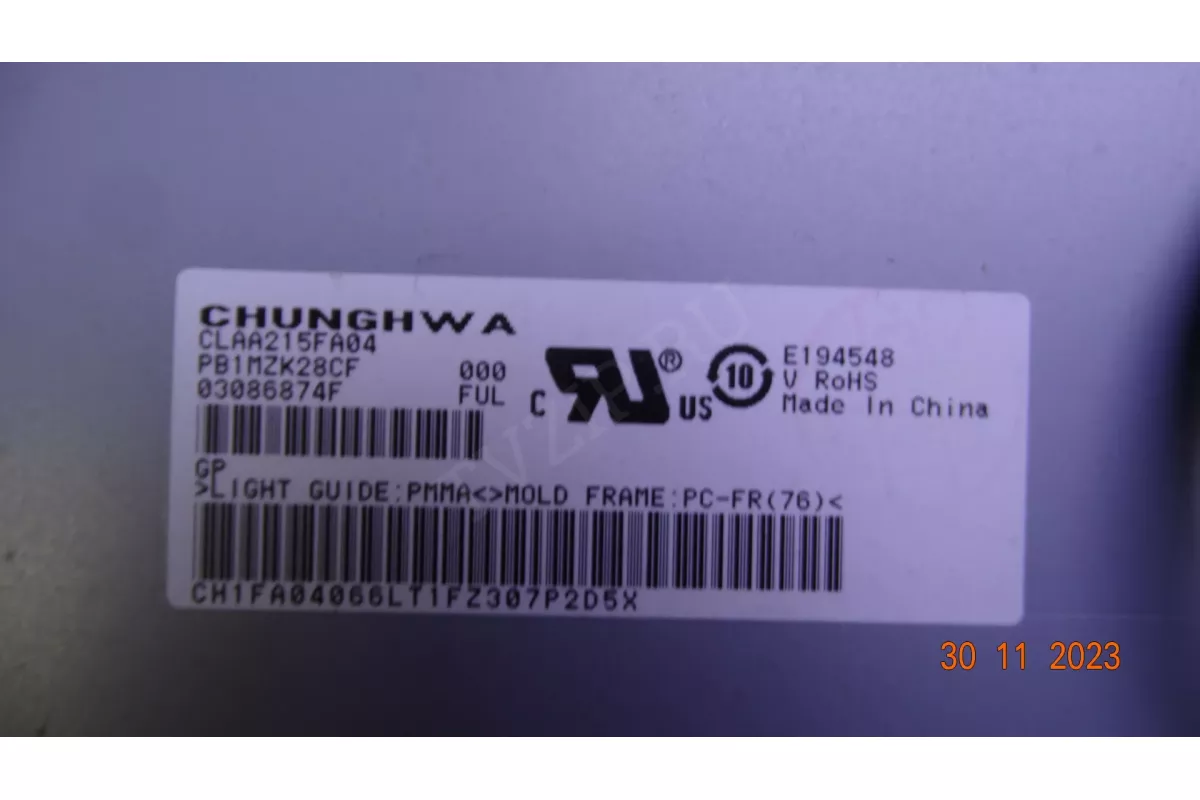 CHUNGHWA
CLAA215FA04
PB1MZK28CF 000
03086874F FUL
C RU® US
10
E194548
V RoHS
Made In China
GP
>LIGHT GUIDE:PMMA<>MOLD FRAME:PC-FR(76)<
CH1FA04066LT1FZ307P2D5X
30 11 2023